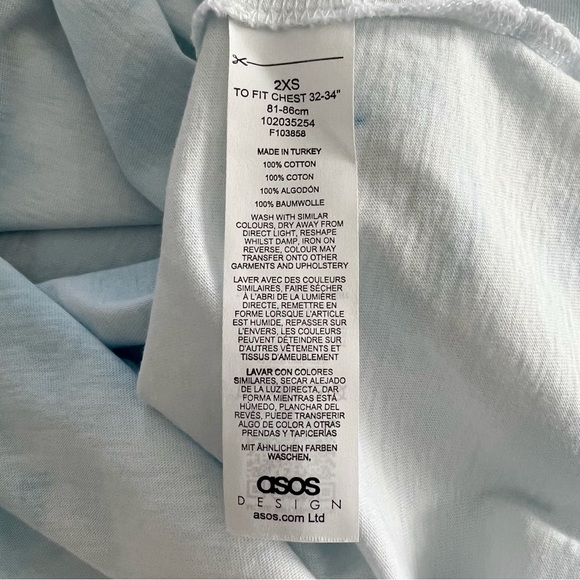 2XS
TO FIT CHEST 32-34"
81-86cm
102035254
F103858
MADE IN TURKEY
100% COTTON
100% COTON
100% ALGODÓN
100% BAUMWOLLE
WASH WITH SIMILAR
COLOURS, DRY AWAY FROM
DIRECT LIGHT, RESHAPE
WHILST DAMP, IRON ON
REVERSE, COLOUR MAY
TRANSFER ONTO OTHER
GARMENTS AND UPHOLSTERY
LAVER AVEC DES COULEURS
SIMILAIRES, FAIRE SÉCHER
À L'ABRI DE LA LUMIÈRE
DIRECTE, REMETTRE EN
FORME LORSQUE L'ARTICLE
EST HUMIDE, REPASSER SUR
L'ENVERS, LES COULEURS
PEUVENT DÉTEINDRE SUR
D'AUTRES VÊTEMENTS ET
TISSUS D'AMEUBLEMENT
LAVAR CON COLORES
SIMILARES, SECAR ALEJADO
DE LA LUZ DIRECTA, DAR
FORMA MIENTRAS ESTÁ
HÚMEDO, PLANCHAR DEL
REVÉS, PUEDE TRANSFERIR
ALGO DE COLOR A OTRAS
PRENDAS Y TAPICERÍAS
MIT ÄHNLICHEN FARBEN
WASCHEN,
asos
DESIGN
asos.com Ltd